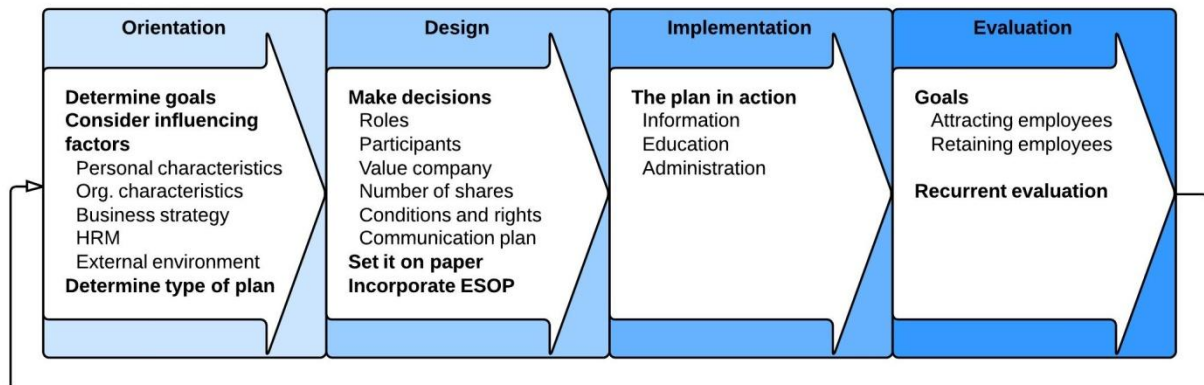 Orientation
Determine goals
Consider influencing
factors
Personal characteristics
Org. characteristics
Business strategy
HRM
External environment
Determine type of plan
Design
Make decisions
Roles
Participants
Value company
Number of shares
Conditions and rights
Communication plan
Set it on paper
Incorporate ESOP
Implementation
The plan in action
Information
Education
Administration
Evaluation
Goals
Attracting employees
Retaining employees
Recurrent evaluation